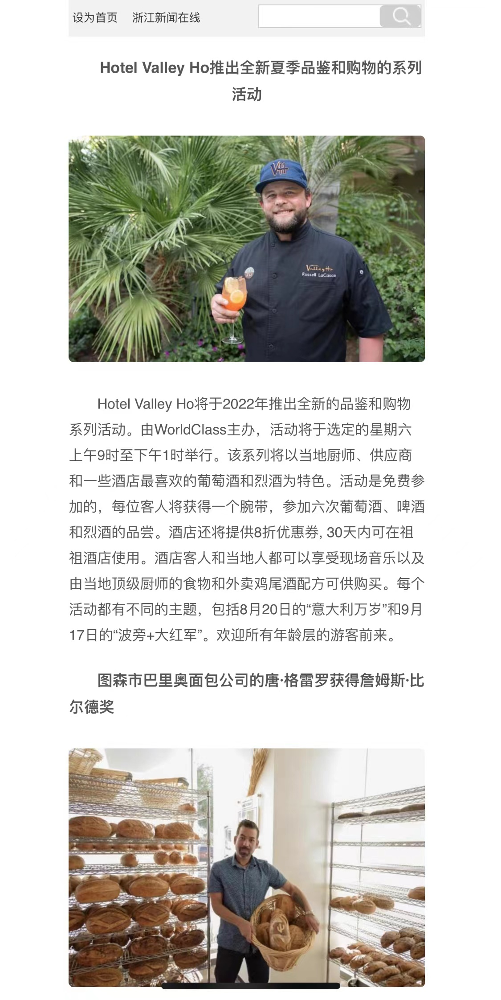 设为首页 浙江新闻在线
Hotel Valley Ho推出全新夏季品鉴和购物的系列
活动
VH
Valley Ho
Russell LaCasce
ZU
Hotel Valley Ho将于2022年推出全新的品鉴和购物
系列活动。由WorldClass主办，活动将于选定的星期六
上午9时至下午1时举行。该系列将以当地厨师、供应商
和一些酒店最喜欢的葡萄酒和烈酒为特色。活动是免费参
加的，每位客人将获得一个腕带，参加六次葡萄酒、啤酒
和烈酒的品尝。酒店还将提供8折优惠券, 30天内可在祖
祖酒店使用。酒店客人和当地人都可以享受现场音乐以及
由当地顶级厨师的食物和外卖鸡尾酒配方可供购买。每个
活动都有不同的主题，包括8月20日的“意大利万岁”和9月
17日的“波旁+大红军”。欢迎所有年龄层的游客前来。
图森市巴里奥面包公司的唐·格雷罗获得詹姆斯·比
尔德奖